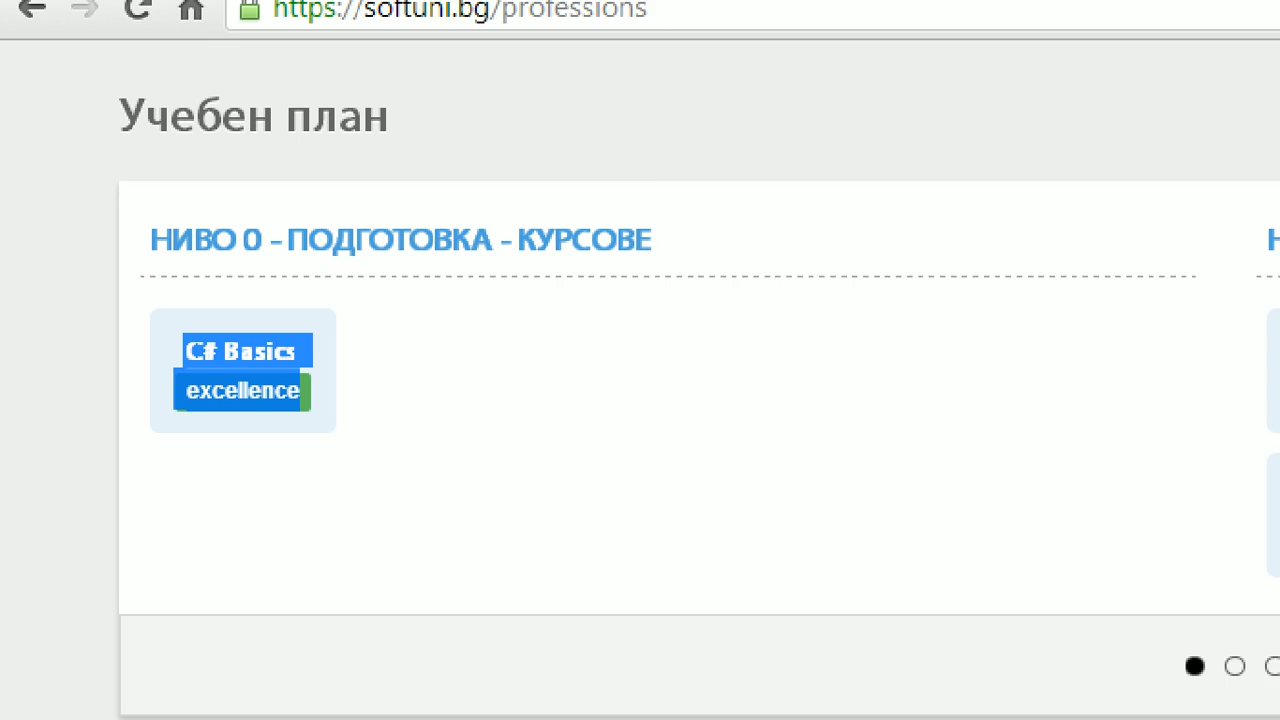 https://softuni.bg/professions
Учебен план
НИВО 0 - ПОДГОТОВКА - КУРСОВЕ
C# Basics
excellence